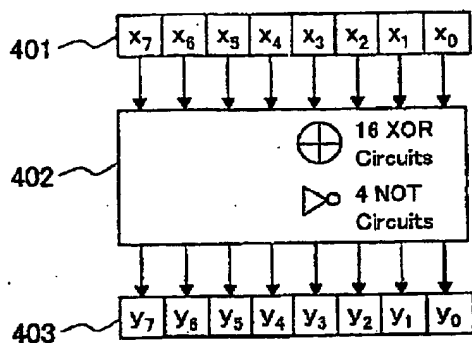 401 x₇ x₆ x₅ x₄ x₃ x₂ x₁ x₀
16 XOR
Circuits
402
4 NOT
Circuits
403 y₇ y₆ y₅ y₄ y₃ y₂ y₁ y₀